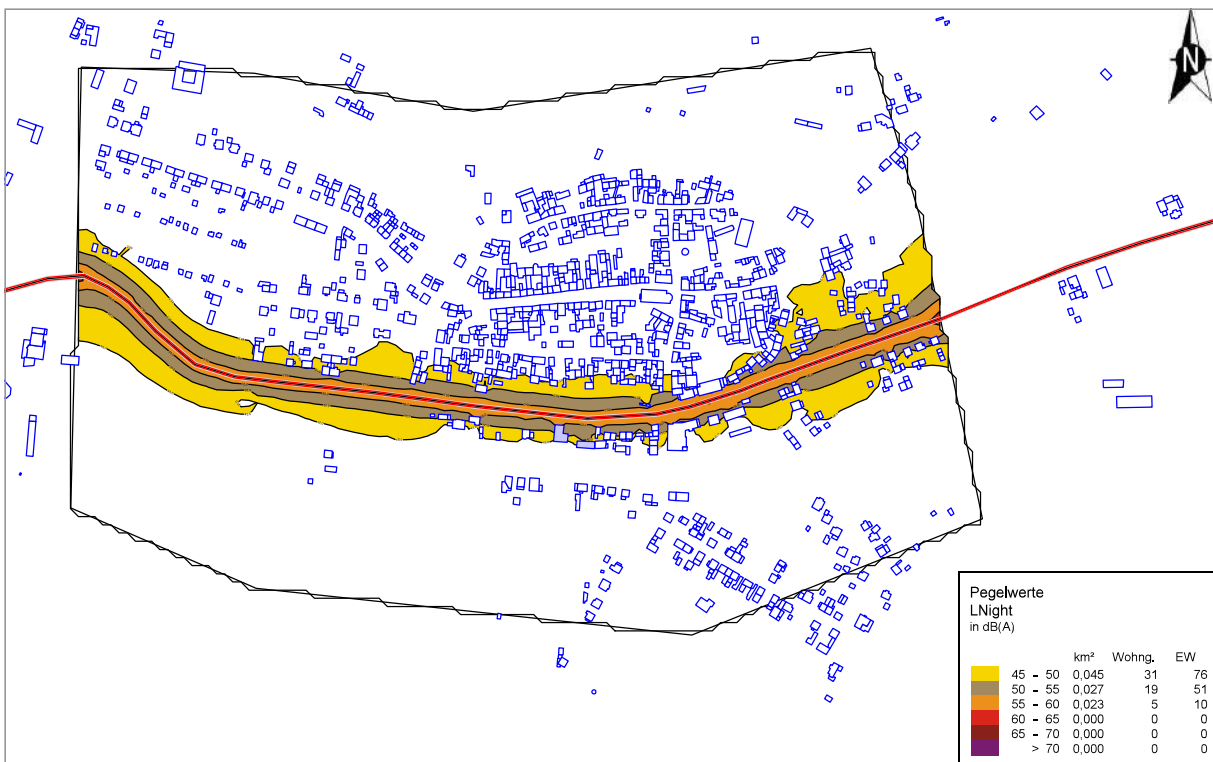 N
Pegelwerte
LNight
in dB(A)
km² Wohng. EW
45 - 50 0,045 31 76
50 - 55 0,027 19 51
55 - 60 0,023 5 10
60 - 65 0,000 0 0
65 - 70 0,000 0 0
> 70 0,000 0 0